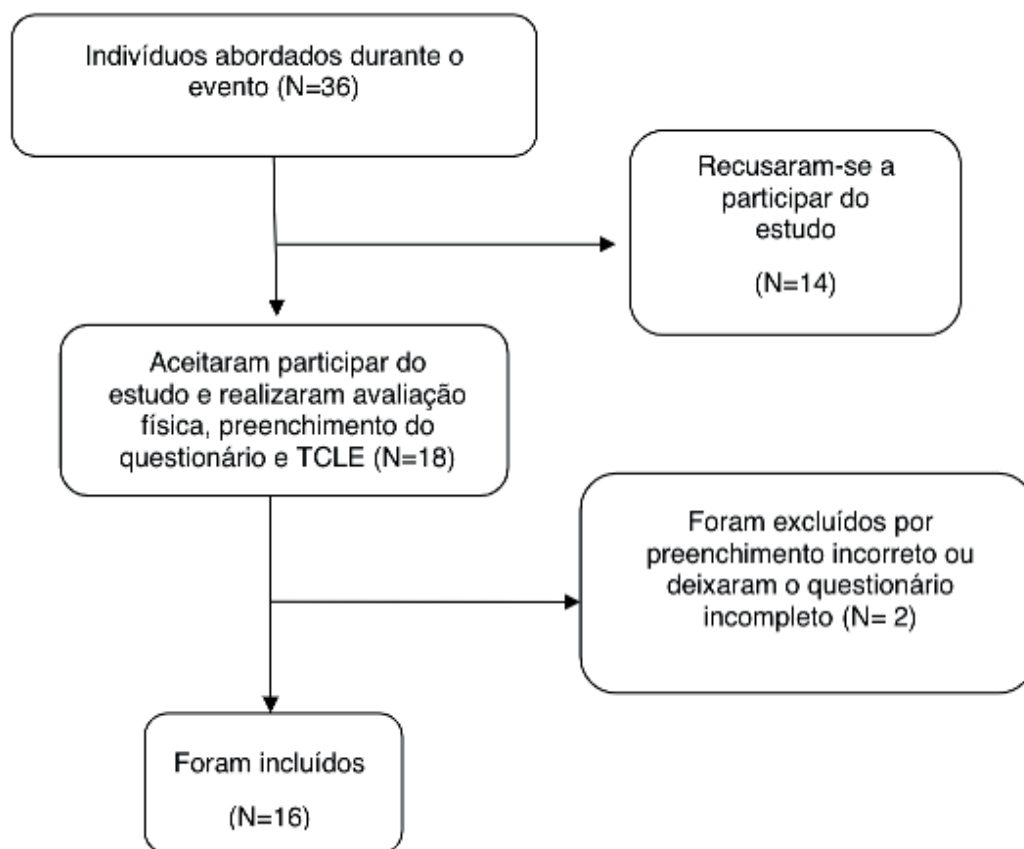 Indivíduos abordados durante o
evento (N=36)
Recusaram-se a
participar do
estudo
(N=14)
Aceitaram participar do
estudo e realizaram avaliação
física, preenchimento do
questionário e TCLE (N=18)
Foram excluídos por
preenchimento incorreto ou
deixaram o questionário
incompleto (N= 2)
Foram incluídos
(N=16)